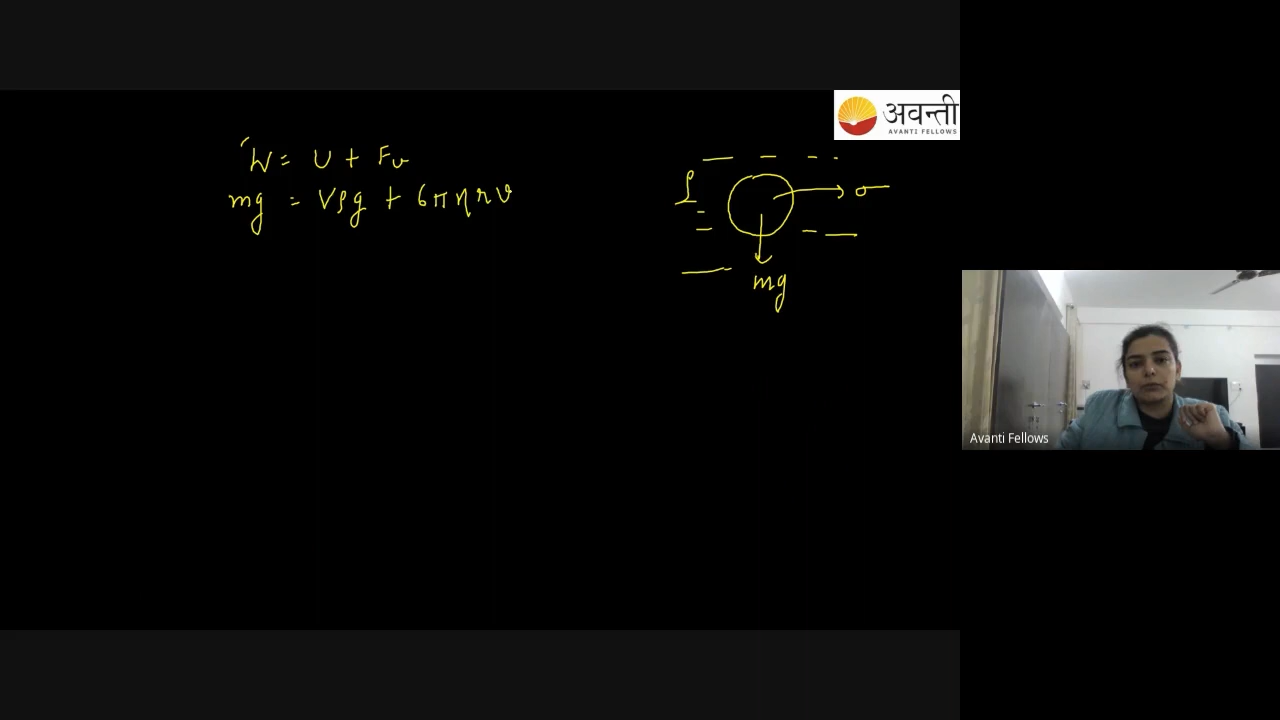 W = U + Fv
mg = Vρg + 6πηrv
अवन्ती
AVANTI FELLOWS
ρ
σ
mg
Avanti Fellows